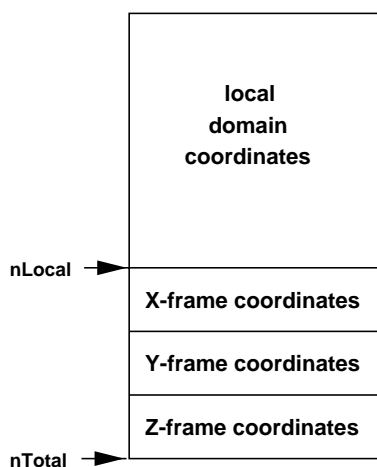 local
domain
coordinates
nLocal
X-frame coordinates
Y-frame coordinates
Z-frame coordinates
nTotal